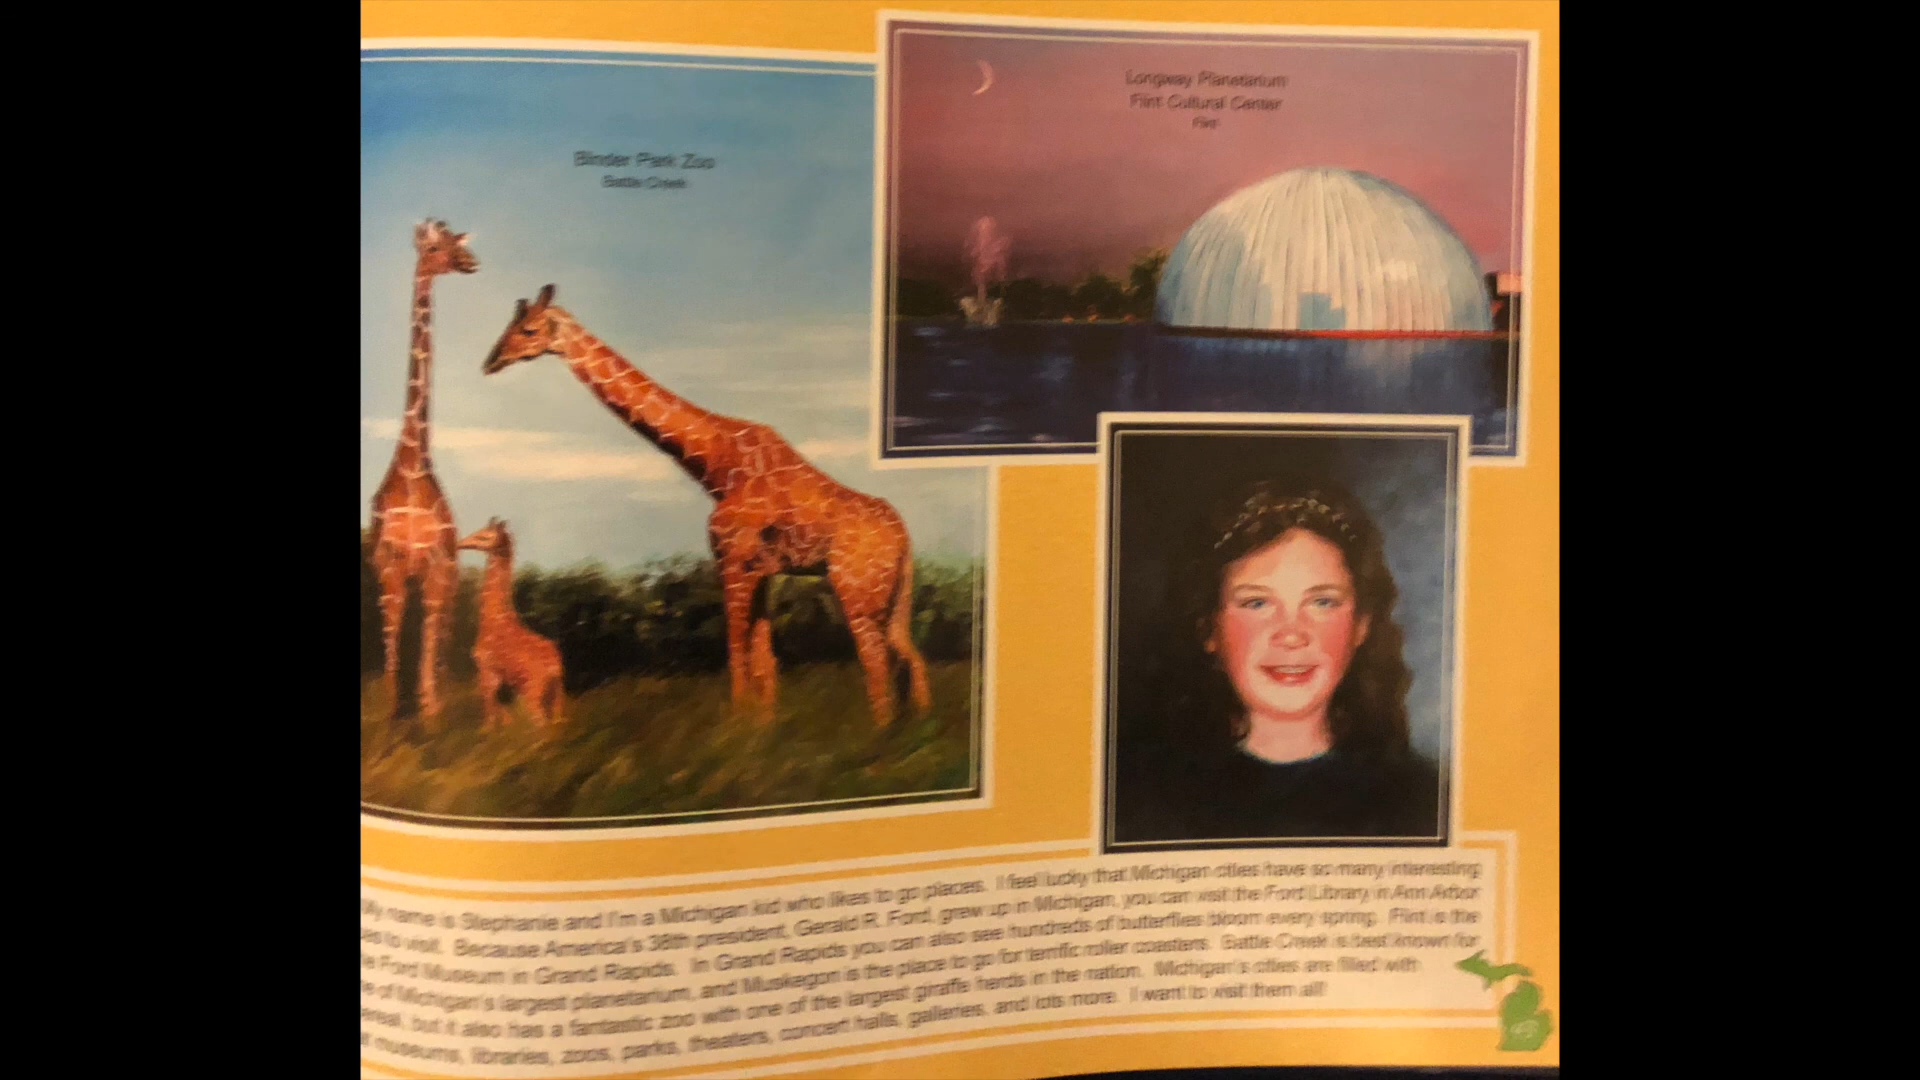 Binder Park Zoo
Battle Creek
Longway Planetarium
Flint Cultural Center
Flint
My name is Stephanie and I'm a Michigan kid who likes to go places. I feel lucky that Michigan cities have so many interesting
to visit. Because America's 38th president, Gerald R. Ford, grew up in Michigan, you can visit the Ford Library in Ann Arbor
Ford Museum in Grand Rapids. In Grand Rapids you can also see hundreds of butterflies bloom every spring. Flint is the
of Michigan's largest planetarium, and Muskegon is the place to go for terrific roller coasters. Battle Creek is best known for
but it also has a fantastic zoo with one of the largest giraffe herds in the nation. Michigan's cities are filled with
museums, libraries, zoos, parks, theaters, concert halls, galleries, and lots more. I want to visit them all!